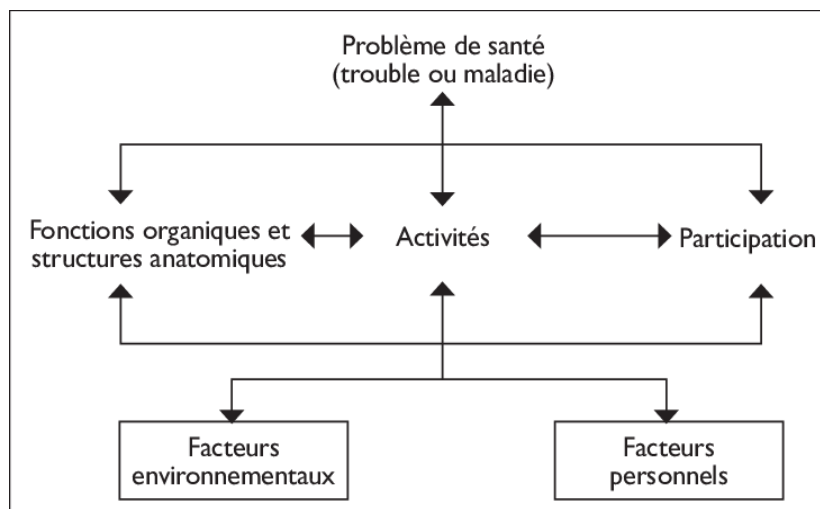 Problème de santé
(trouble ou maladie)
Fonctions organiques et
structures anatomiques
Activités
Participation
Facteurs
environnementaux
Facteurs
personnels